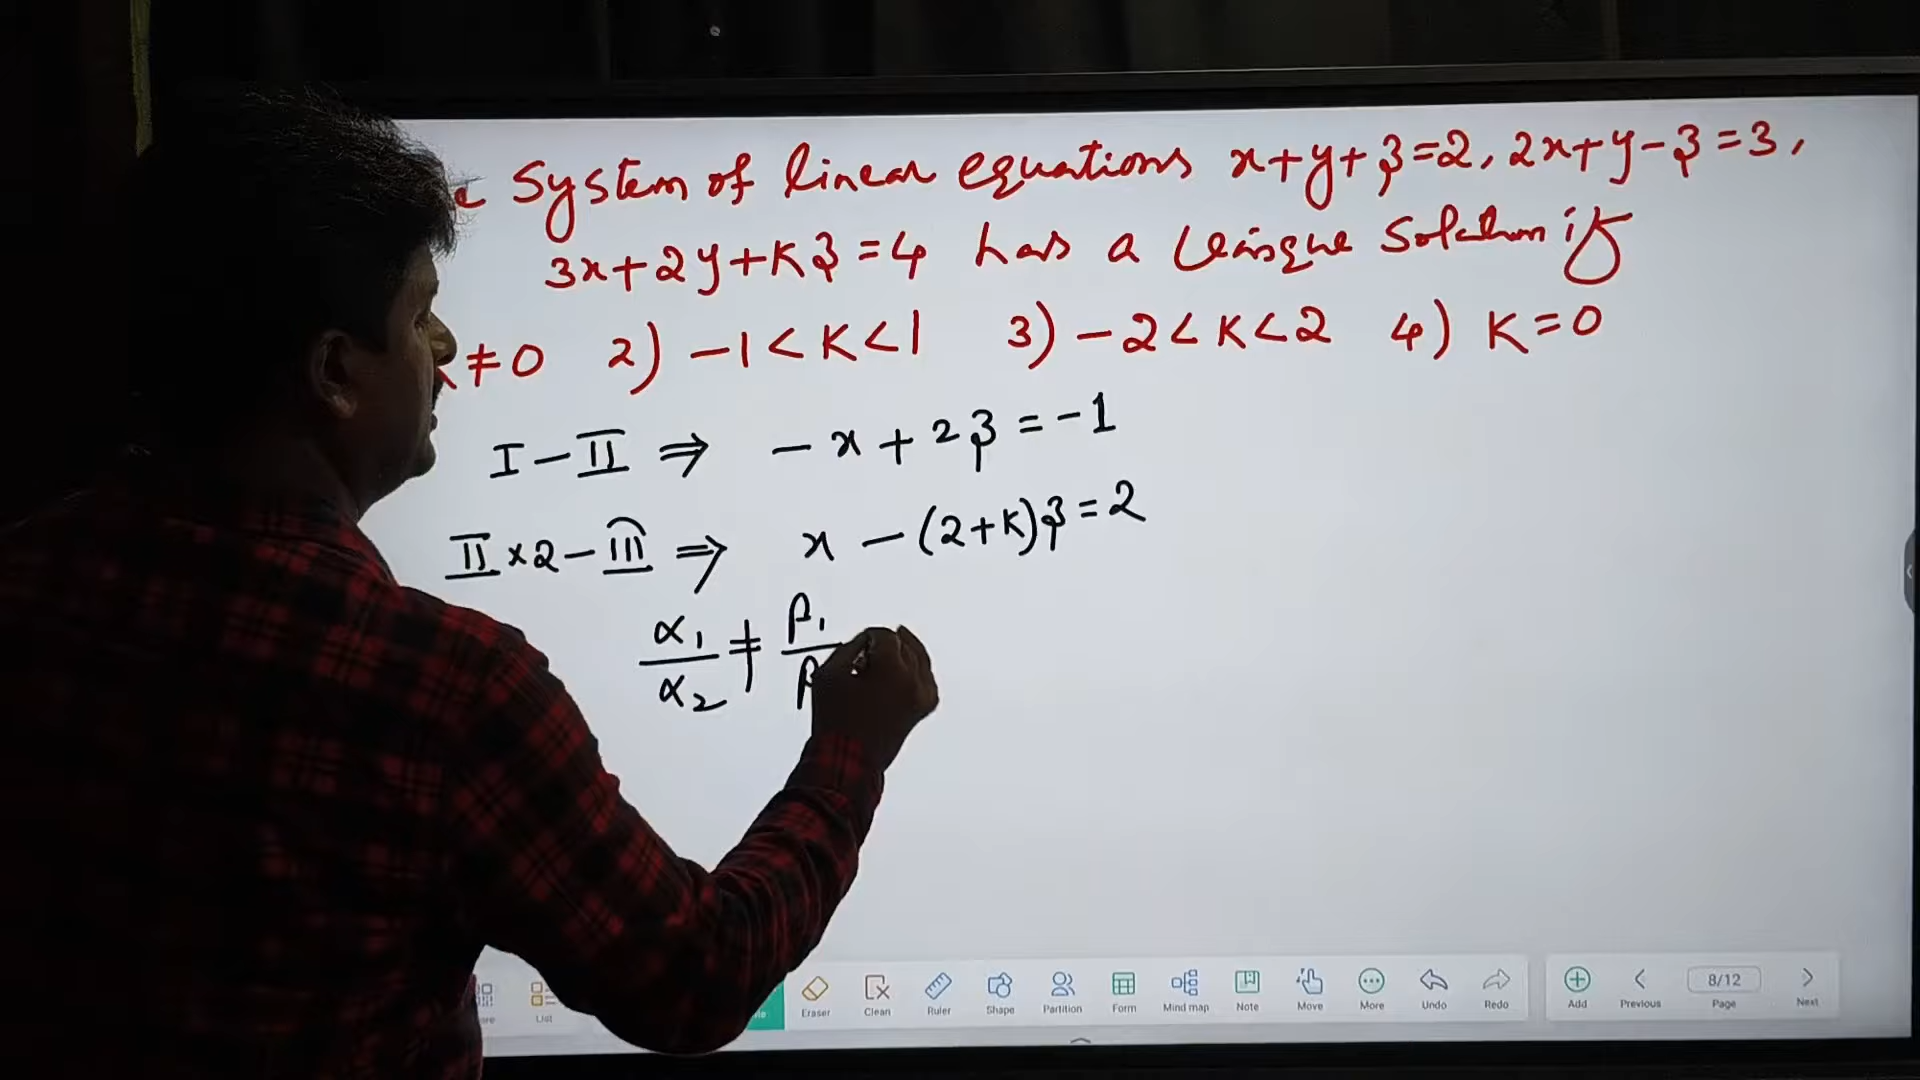 System of linear equations x+y+z=2, 2x+y-z=3,
3x+2y+Kz=4 has a Unique Solution if
≠0 2) -1<K<1 3) -2<K<2 4) K=0
I-II ⇒ -x+2z=-1
II×2-III ⇒ x-(2+K)z=2
α₁/α₂ ≠ β₁/β
List Eraser Clean Ruler Shape Partition Form Mind map Note Move More Undo Redo Add Previous 8/12 Page Next